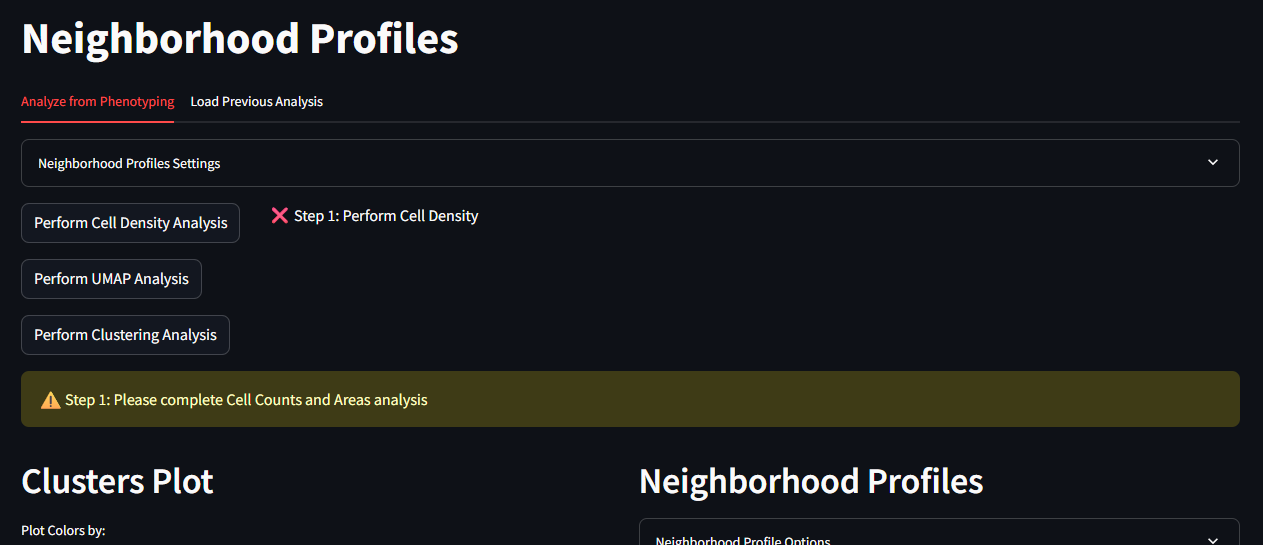 Neighborhood Profiles
Analyze from Phenotyping Load Previous Analysis
Neighborhood Profiles Settings
Perform Cell Density Analysis
❌ Step 1: Perform Cell Density
Perform UMAP Analysis
Perform Clustering Analysis
⚠️ Step 1: Please complete Cell Counts and Areas analysis
Clusters Plot
Plot Colors by:
Neighborhood Profiles
Neighborhood Profile Options